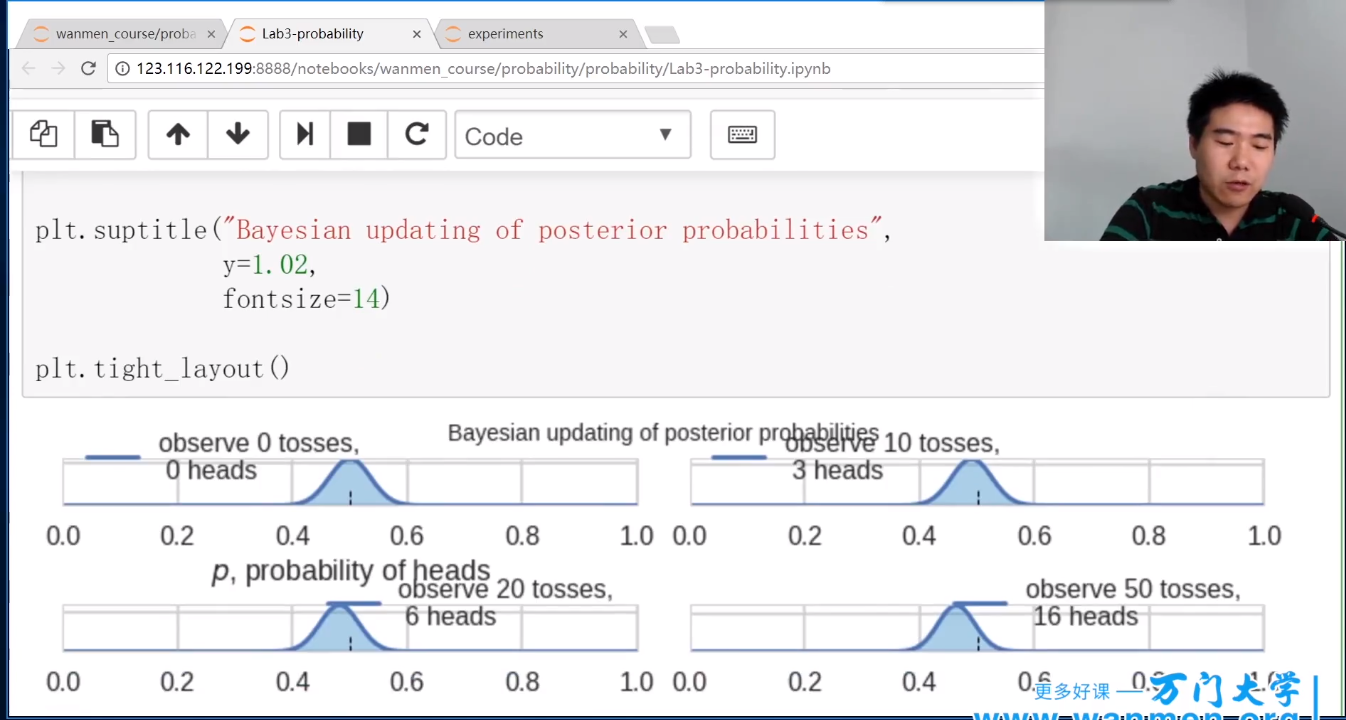 wanmen_course/proba
Lab3-probability
experiments
123.116.122.199:8888/notebooks/wanmen_course/probability/probability/Lab3-probability.ipynb
Code
plt.suptitle("Bayesian updating of posterior probabilities",
y=1.02,
fontsize=14)
plt.tight_layout()
Bayesian updating of posterior probabilities
observe 0 tosses,
0 heads
observe 10 tosses,
3 heads
0.0 0.2 0.4 0.6 0.8 1.0 0.0 0.2 0.4 0.6 0.8 1.0
p, probability of heads
observe 20 tosses,
6 heads
observe 50 tosses,
16 heads
0.0 0.2 0.4 0.6 0.8 1.0 0.0 0.2 0.4 0.6
更多好课 — 万门大学
www.wanmen.org